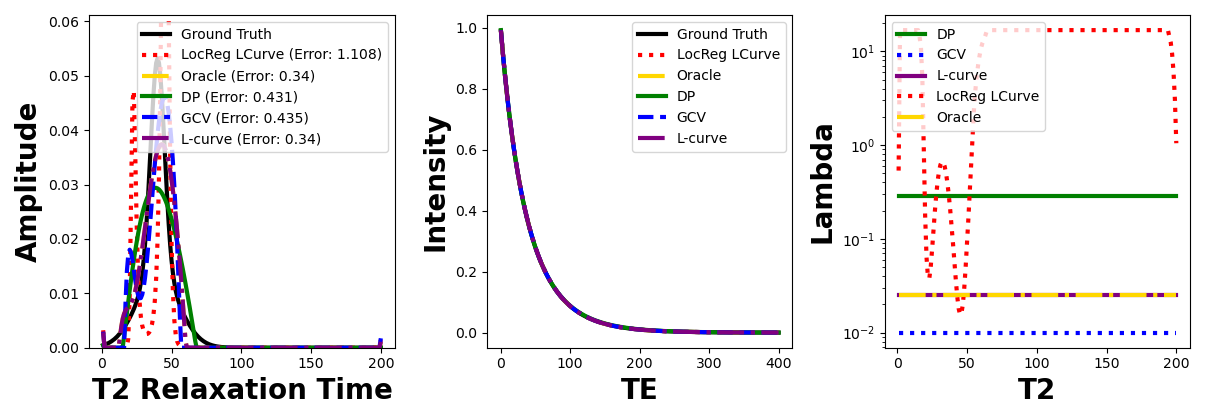 0.06
0.05
0.04
0.03
0.02
0.01
0.00
0
50
100
150
200
Amplitude
T2 Relaxation Time
Ground Truth
LocReg LCurve (Error: 1.108)
Oracle (Error: 0.34)
DP (Error: 0.431)
GCV (Error: 0.435)
L-curve (Error: 0.34)
1.0
0.8
0.6
0.4
0.2
0.0
0
100
200
300
400
Intensity
TE
Ground Truth
LocReg LCurve
Oracle
DP
GCV
L-curve
10¹
10⁰
10⁻¹
10⁻²
0
50
100
150
200
Lambda
T2
DP
GCV
L-curve
LocReg LCurve
Oracle